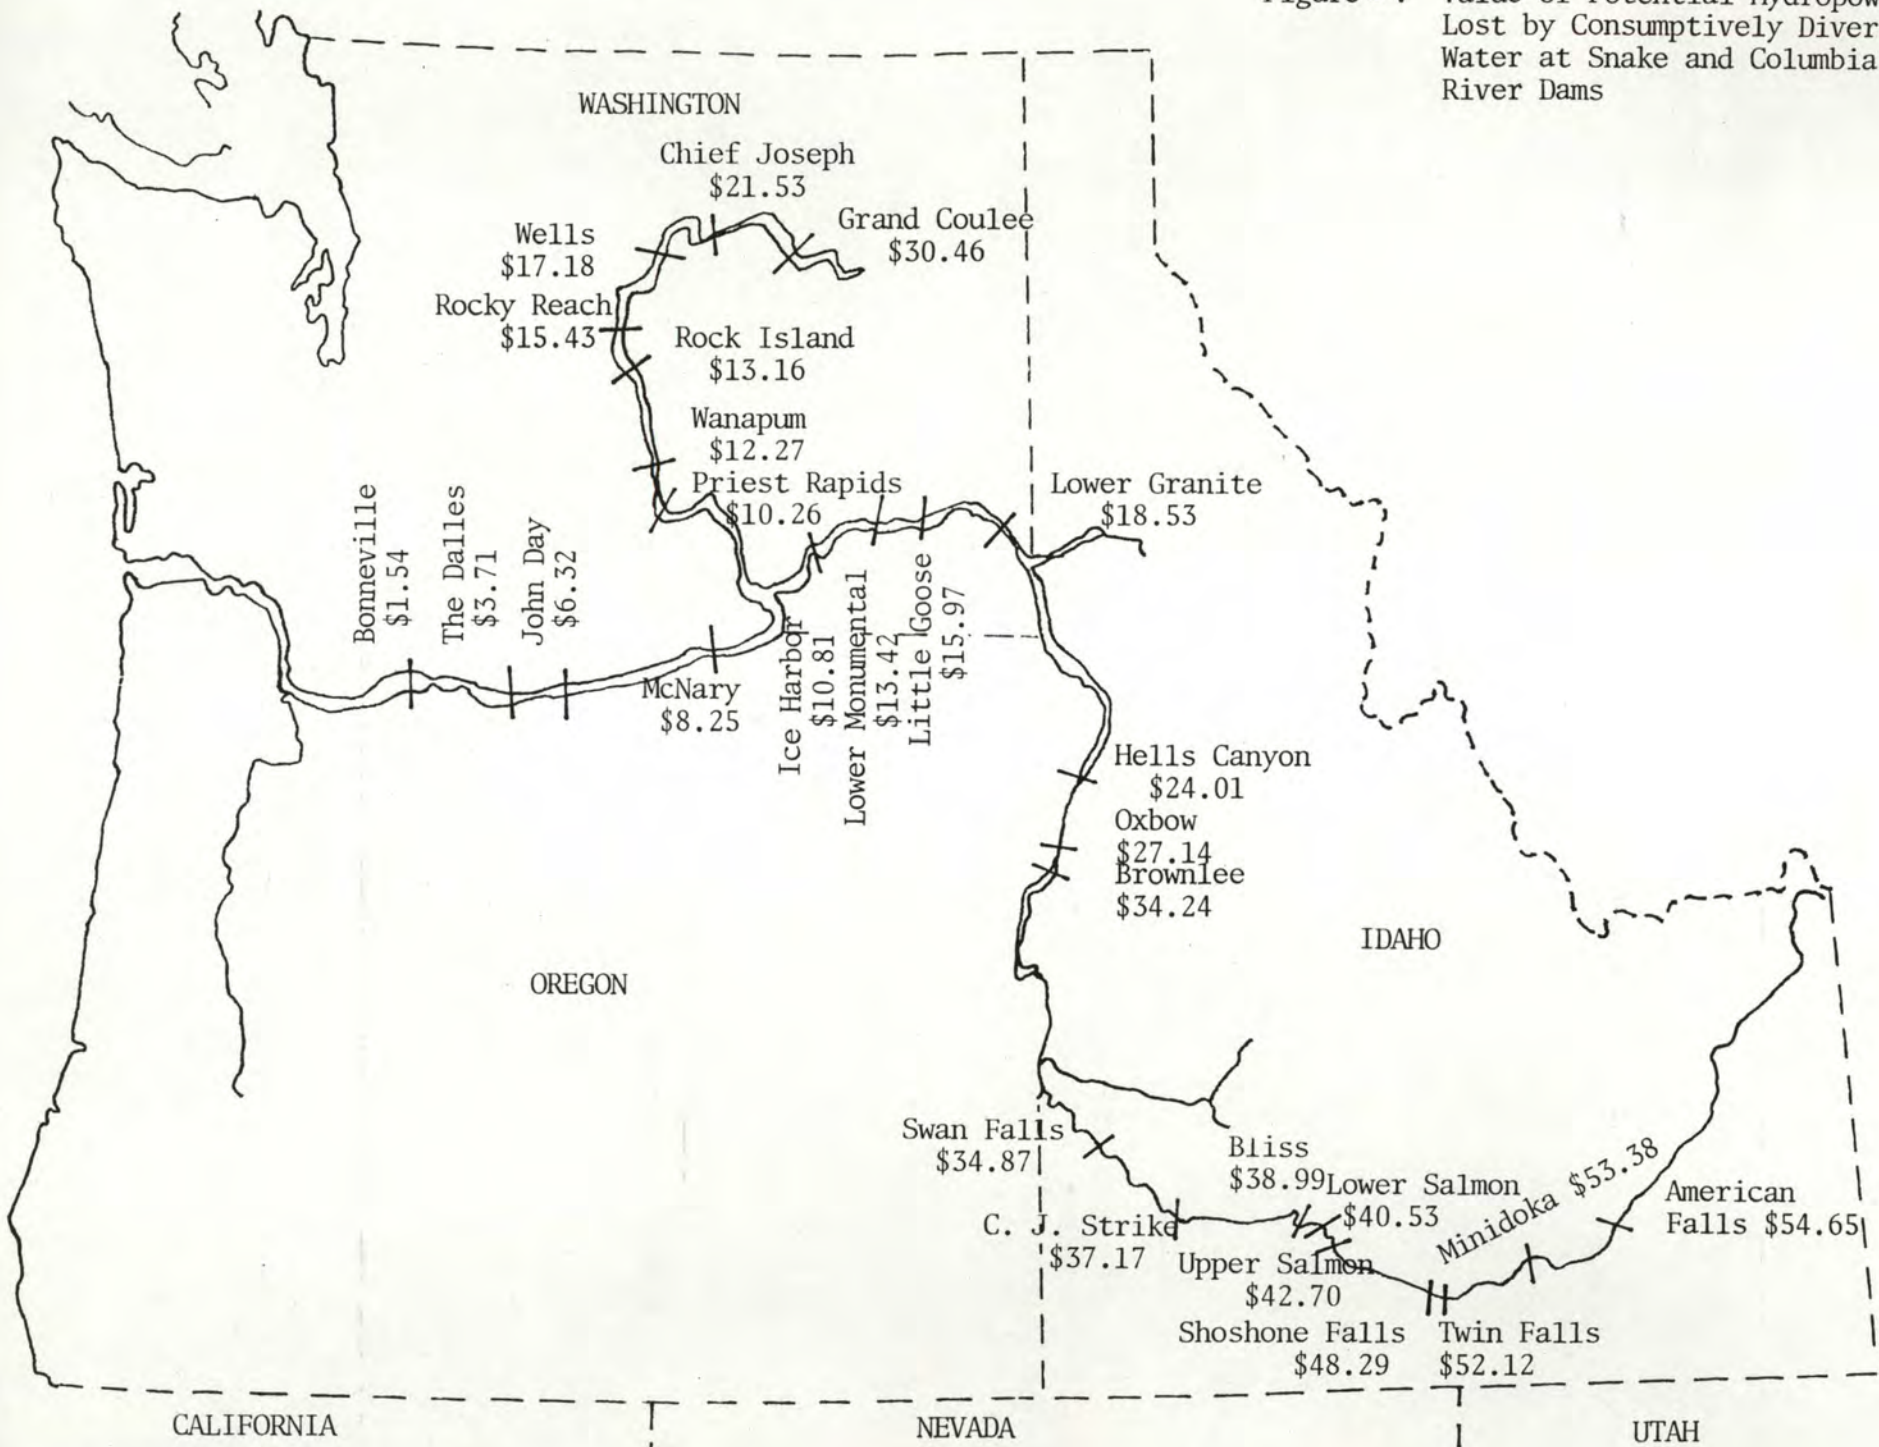 Lost by Consumptively Diver
Water at Snake and Columbia
River Dams
WASHINGTON
Chief Joseph
$21.53
Grand Coulee
$30.46
Wells
$17.18
Rocky Reach
$15.43
Rock Island
$13.16
Wanapum
$12.27
Priest Rapids
$10.26
Lower Granite
$18.53
Bonneville
$1.54
The Dalles
$3.71
John Day
$6.32
McNary
$8.25
Ice Harbor
$10.81
Lower Monumental
$13.42
Little Goose
$15.97
Hells Canyon
$24.01
Oxbow
$27.14
Brownlee
$34.24
IDAHO
OREGON
Swan Falls
$34.87
Bliss
$38.99
Lower Salmon
$40.53
Minidoka $53.38
American
Falls $54.65
C. J. Strike
$37.17
Upper Salmon
$42.70
Shoshone Falls
$48.29
Twin Falls
$52.12
CALIFORNIA
NEVADA
UTAH